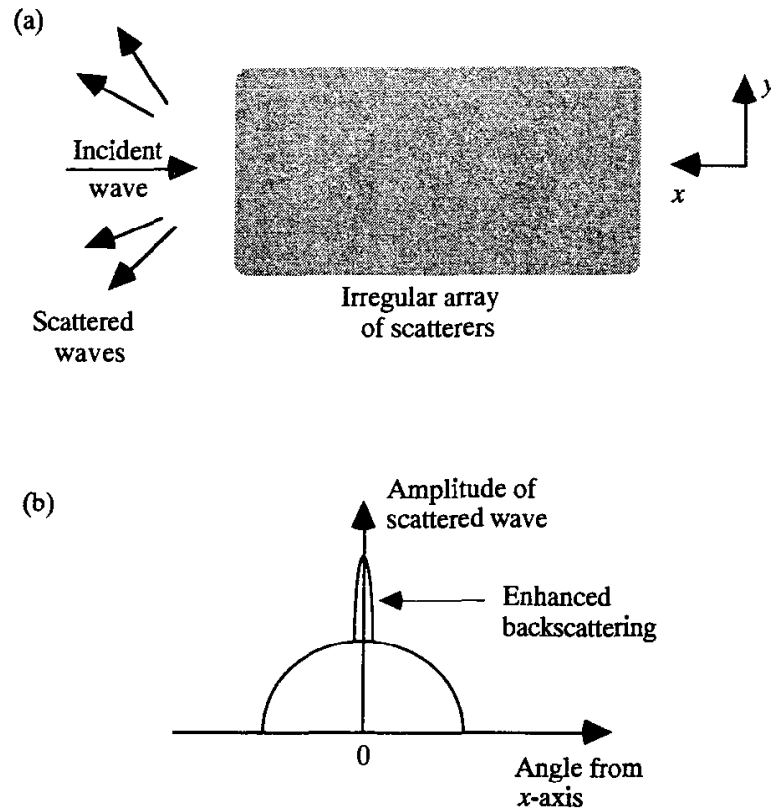 (a)
y
Incident
wave
x
Irregular array
of scatterers
Scattered
waves
(b)
Amplitude of
scattered wave
Enhanced
backscattering
0
Angle from
x-axis